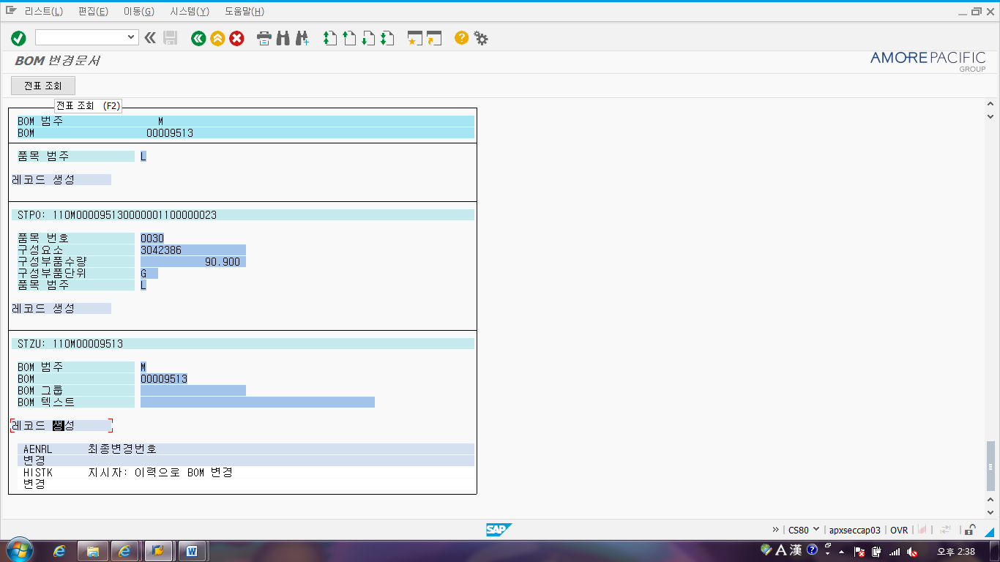 리스트(L) 편집(E) 이동(G) 시스템(Y) 도움말(H)
BOM 변경문서
AMOREPACIFIC
GROUP
전표 조회
전표 조회 (F2)
BOM 범주 M
BOM 00009513
품목 범주 L
레코드 생성
STPO: 110M000095130000001100000023
품목 번호 0030
구성요소 3042386
구성부품수량 90.900
구성부품단위 G
품목 범주 L
레코드 생성
STZU: 110M00009513
BOM 범주 M
BOM 00009513
BOM 그룹
BOM 텍스트
레코드 생성
AENRL 최종변경번호
변경
HISTK 지시자: 이력으로 BOM 변경
변경
SAP
CS80 apxseccap03 OVR
A 漢
오후 2:38